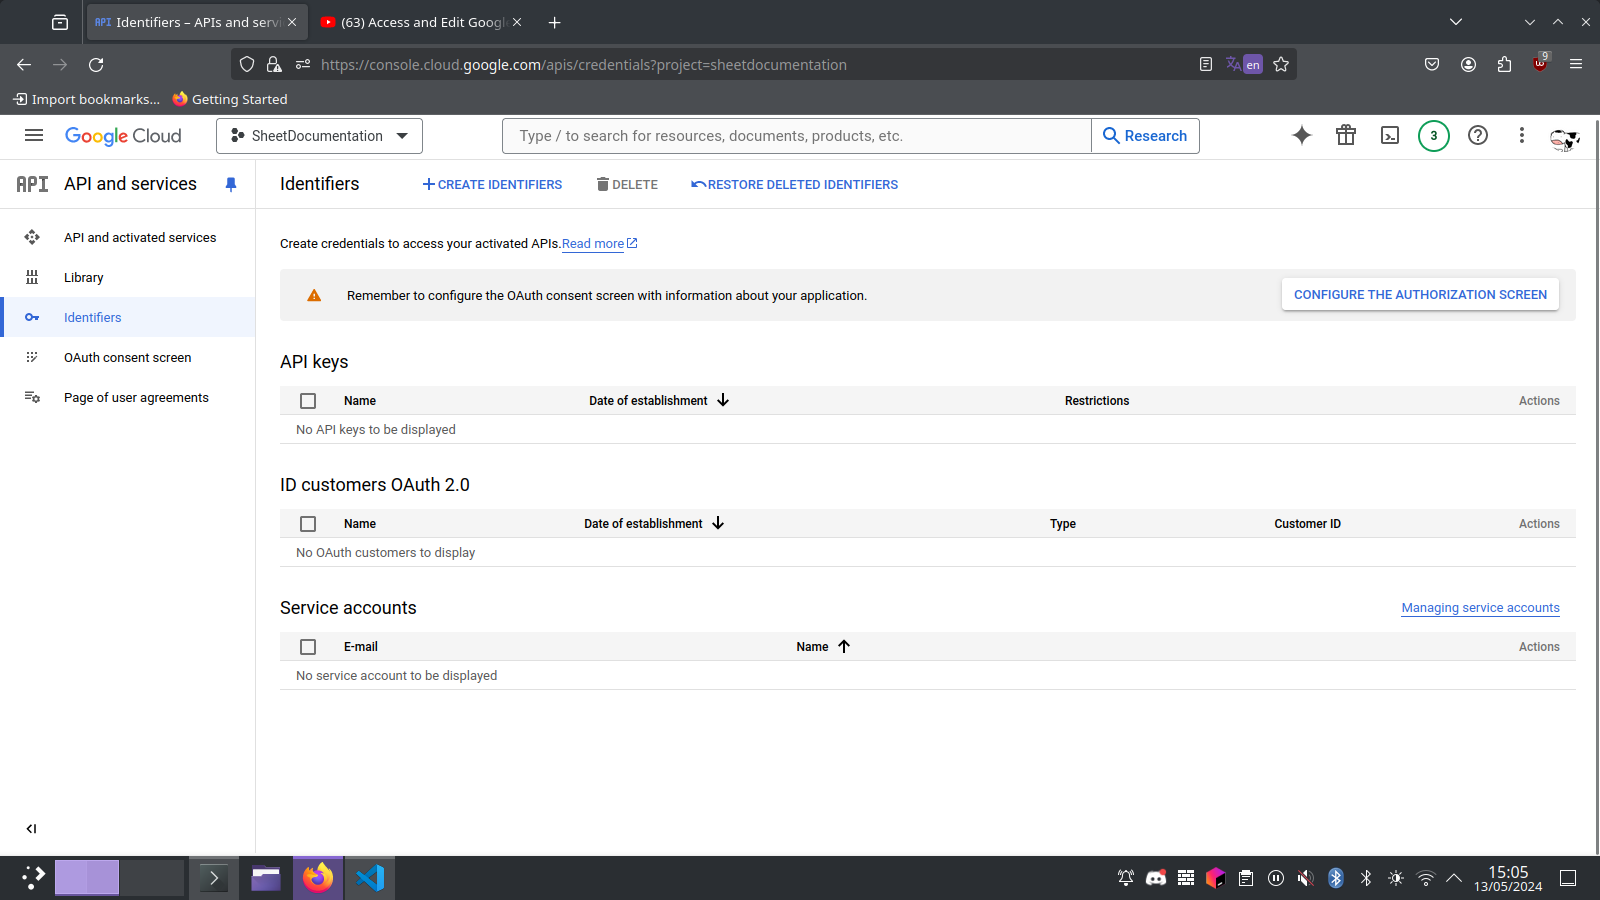 Identifiers – APIs and servi
(63) Access and Edit Googl
https://console.cloud.google.com/apis/credentials?project=sheetdocumentation
en
9
Import bookmarks...
Getting Started
Google Cloud
SheetDocumentation
Type / to search for resources, documents, products, etc.
Research
3
API
API and services
Identifiers
CREATE IDENTIFIERS
DELETE
RESTORE DELETED IDENTIFIERS
API and activated services
Library
Identifiers
OAuth consent screen
Page of user agreements
Create credentials to access your activated APIs.Read more
Remember to configure the OAuth consent screen with information about your application.
CONFIGURE THE AUTHORIZATION SCREEN
API keys
Name Date of establishment Restrictions Actions
No API keys to be displayed
ID customers OAuth 2.0
Name Date of establishment Type Customer ID Actions
No OAuth customers to display
Service accounts
Managing service accounts
E-mail Name Actions
No service account to be displayed
15:05
13/05/2024